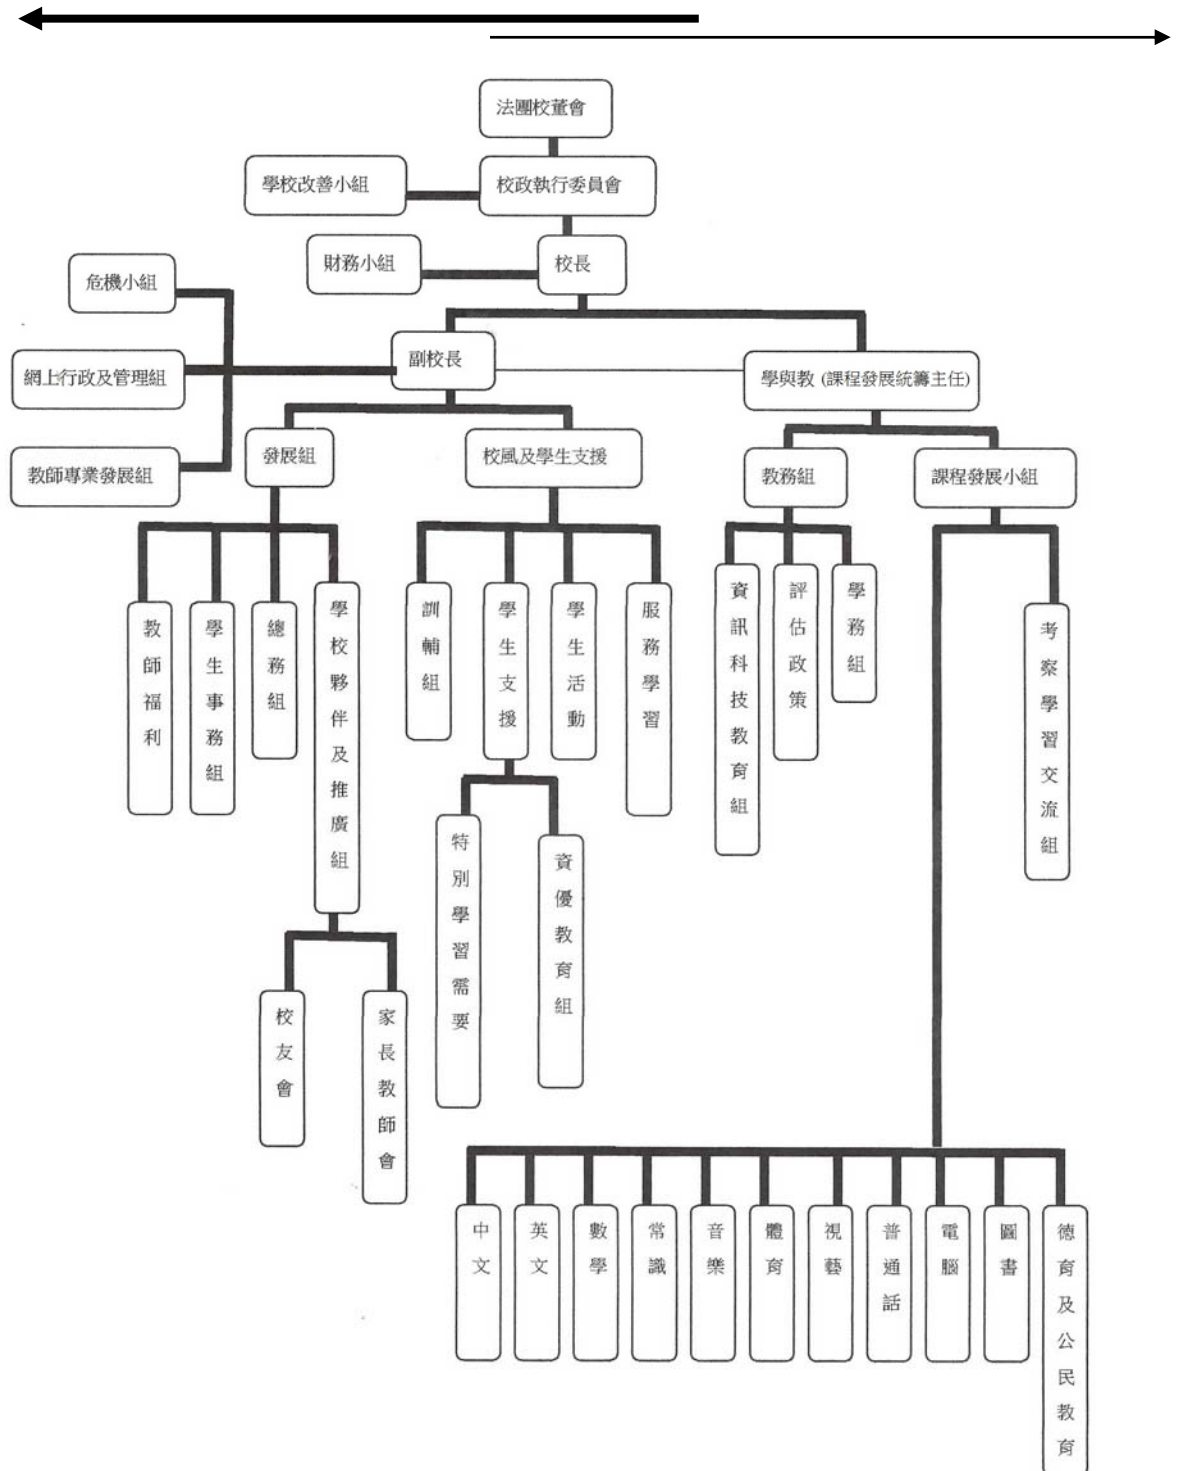 法團校董會
學校改善小組
校政執行委員會
財務小組
校長
危機小組
網上行政及管理組
副校長
學與教 (課程發展統籌主任)
教師專業發展組
發展組
校風及學生支援
教務組
課程發展小組
教師福利
學生事務組
總務組
學校夥伴及推廣組
訓輔組
學生支援
學生活動
服務學習
資訊科技教育組
評估政策
學務組
考察學習交流組
特別學習需要
資優教育組
校友會
家長教師會
中文
英文
數學
常識
音樂
體育
視藝
普通話
電腦
圖書
德育及公民教育